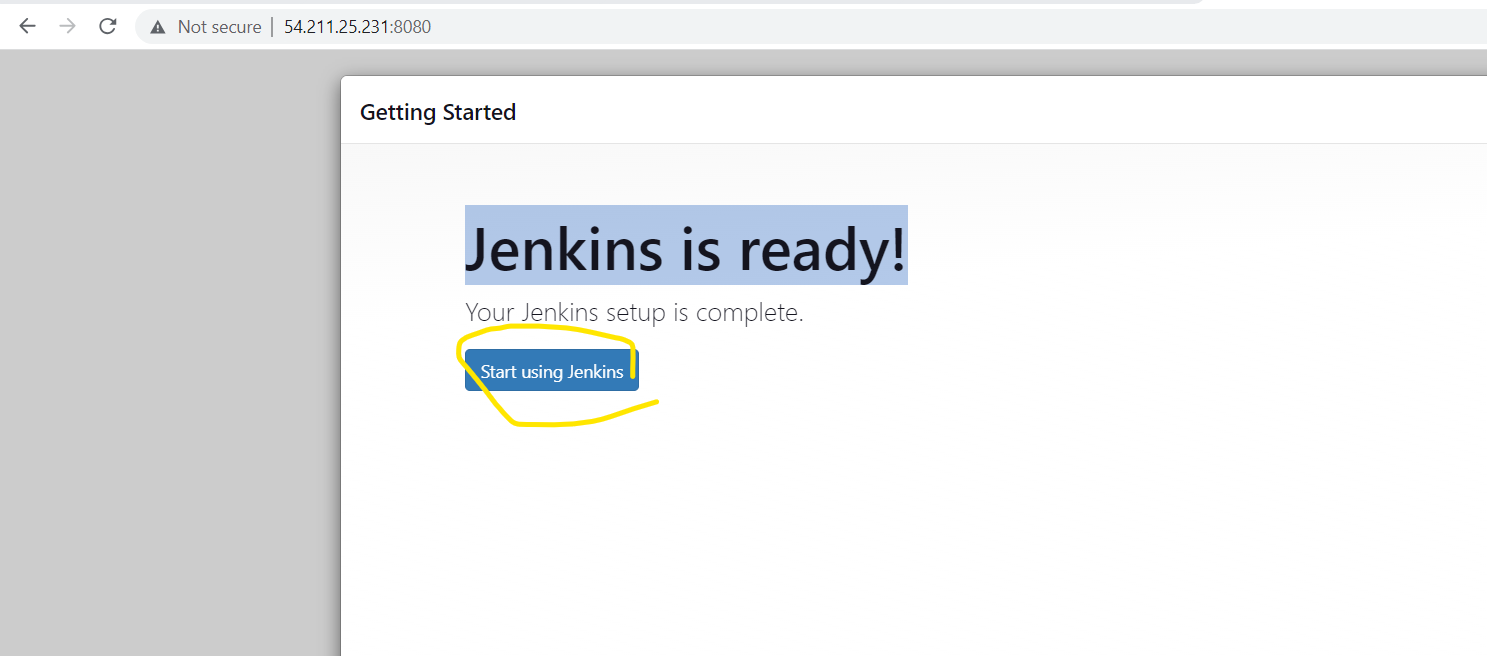 Not secure | 54.211.25.231:8080
Getting Started
Jenkins is ready!
Your Jenkins setup is complete.
Start using Jenkins